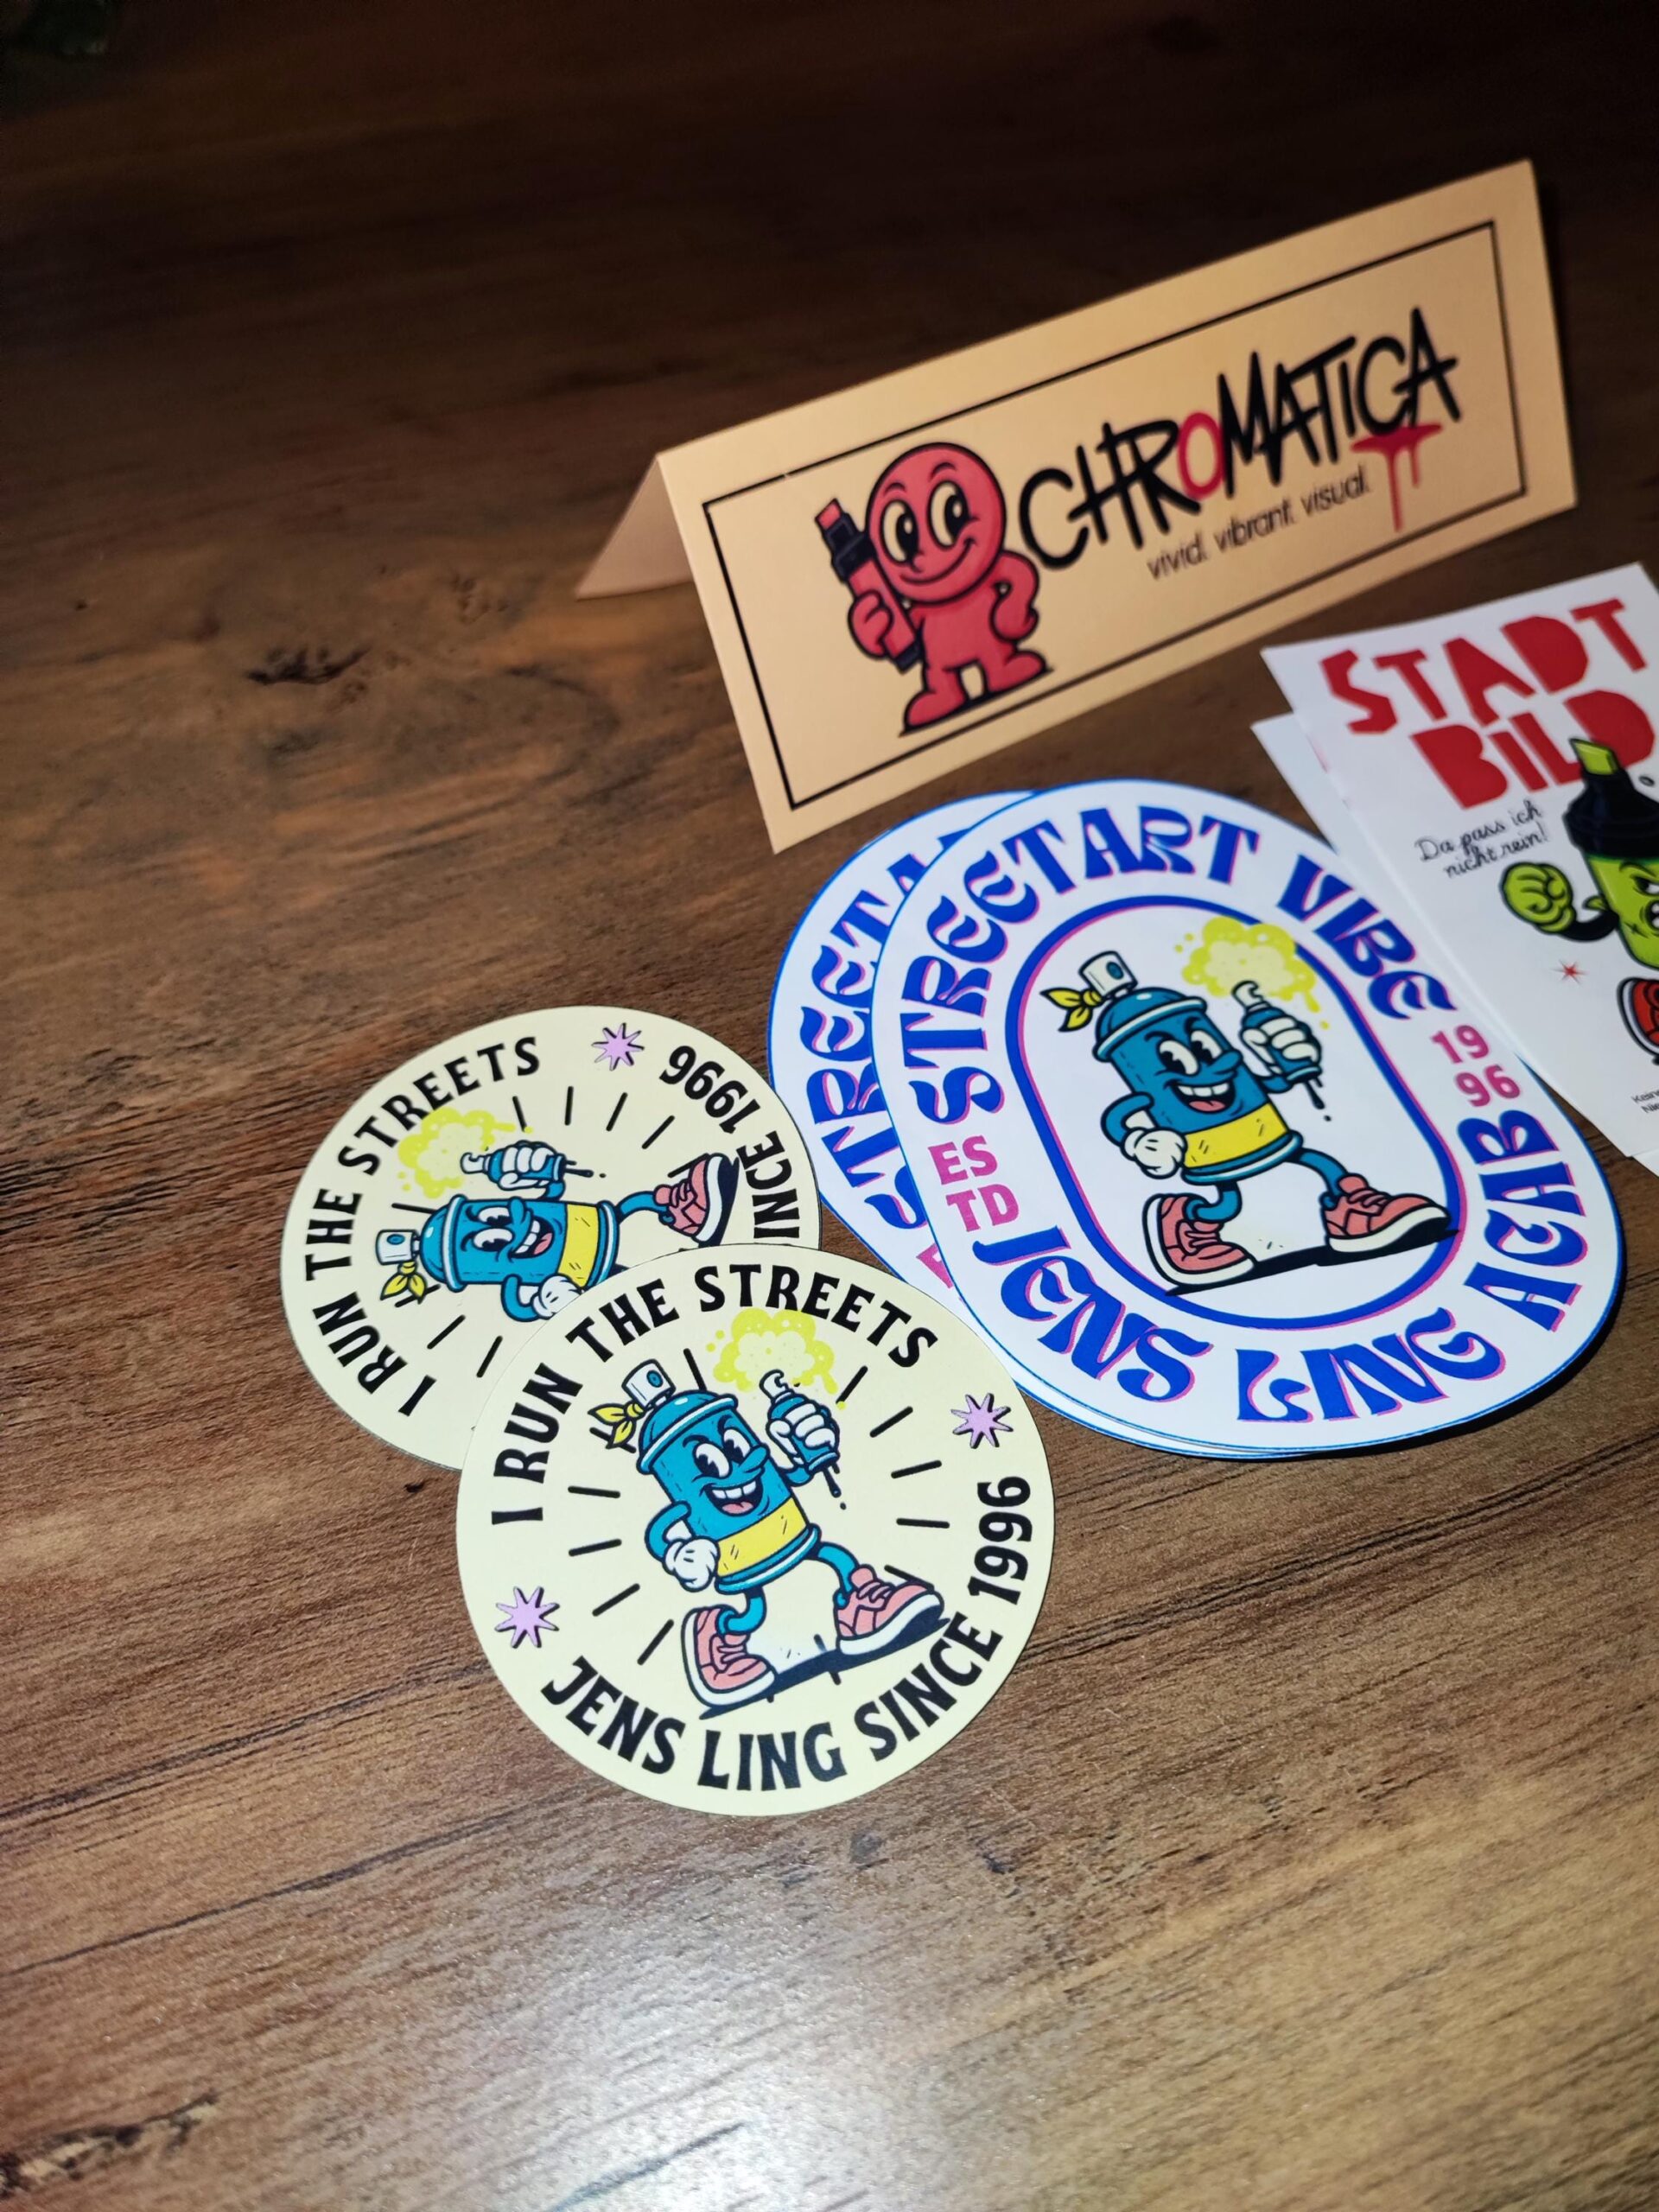 CHROMATICA
vivid. vibrant. visual.
STADT
BILD
Da pass ich
nicht rein!
STREETART VIBE
19
96
ES
TD
JENS LING ACAB
I RUN THE STREETS
1996
I RUN THE STREETS
JENS LING SINCE 1996